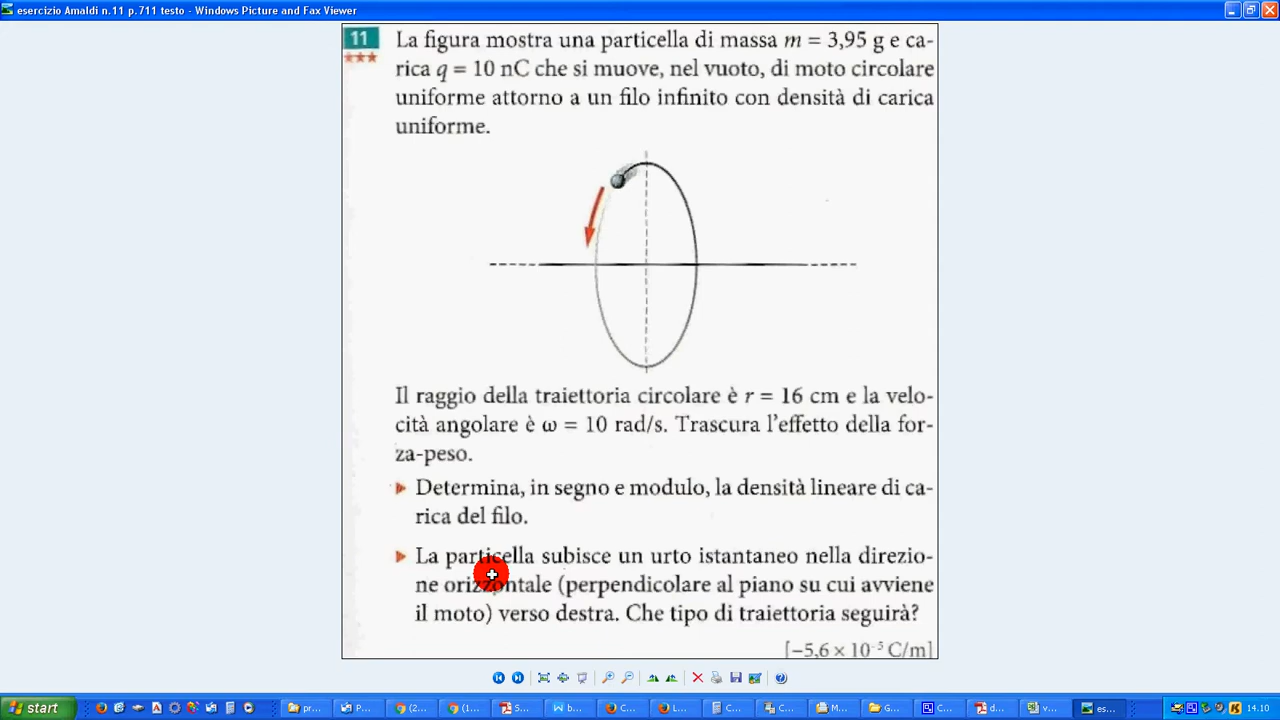 esercizio Amaldi n.11 p.711 testo - Windows Picture and Fax Viewer
11
La figura mostra una particella di massa m = 3,95 g e ca-
rica q = 10 nC che si muove, nel vuoto, di moto circolare
uniforme attorno a un filo infinito con densità di carica
uniforme.
Il raggio della traiettoria circolare è r = 16 cm e la velo-
cità angolare è ω = 10 rad/s. Trascura l'effetto della for-
za-peso.
Determina, in segno e modulo, la densità lineare di ca-
rica del filo.
La particella subisce un urto istantaneo nella direzio-
ne orizzontale (perpendicolare al piano su cui avviene
il moto) verso destra. Che tipo di traiettoria seguirà?
[−5,6 × 10⁻⁵ C/m]
start pr... P... (2... (1... S... b... F... L... C... C... M... G... C... d... v... es... 14.10